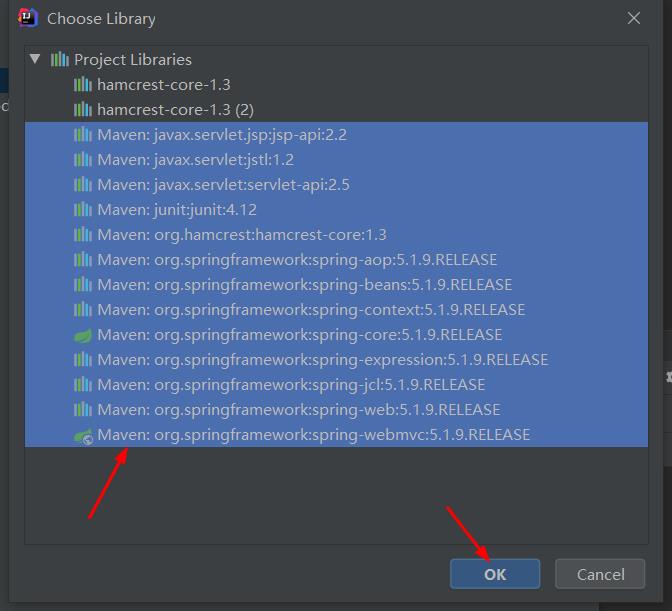 Choose Library
Project Libraries
hamcrest-core-1.3
hamcrest-core-1.3 (2)
Maven: javax.servlet.jsp:jsp-api:2.2
Maven: javax.servlet:jstl:1.2
Maven: javax.servlet:servlet-api:2.5
Maven: junit:junit:4.12
Maven: org.hamcrest:hamcrest-core:1.3
Maven: org.springframework:spring-aop:5.1.9.RELEASE
Maven: org.springframework:spring-beans:5.1.9.RELEASE
Maven: org.springframework:spring-context:5.1.9.RELEASE
Maven: org.springframework:spring-core:5.1.9.RELEASE
Maven: org.springframework:spring-expression:5.1.9.RELEASE
Maven: org.springframework:spring-jcl:5.1.9.RELEASE
Maven: org.springframework:spring-web:5.1.9.RELEASE
Maven: org.springframework:spring-webmvc:5.1.9.RELEASE
OK Cancel